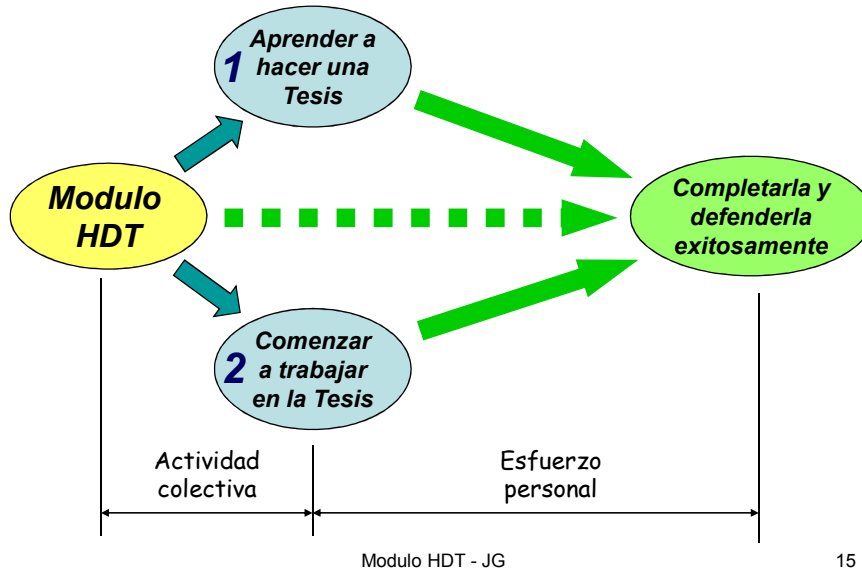 1
Aprender a
hacer una
Tesis
Modulo
HDT
Completarla y
defenderla
exitosamente
2
Comenzar
a trabajar
en la Tesis
Actividad
colectiva
Esfuerzo
personal
Modulo HDT - JG
15